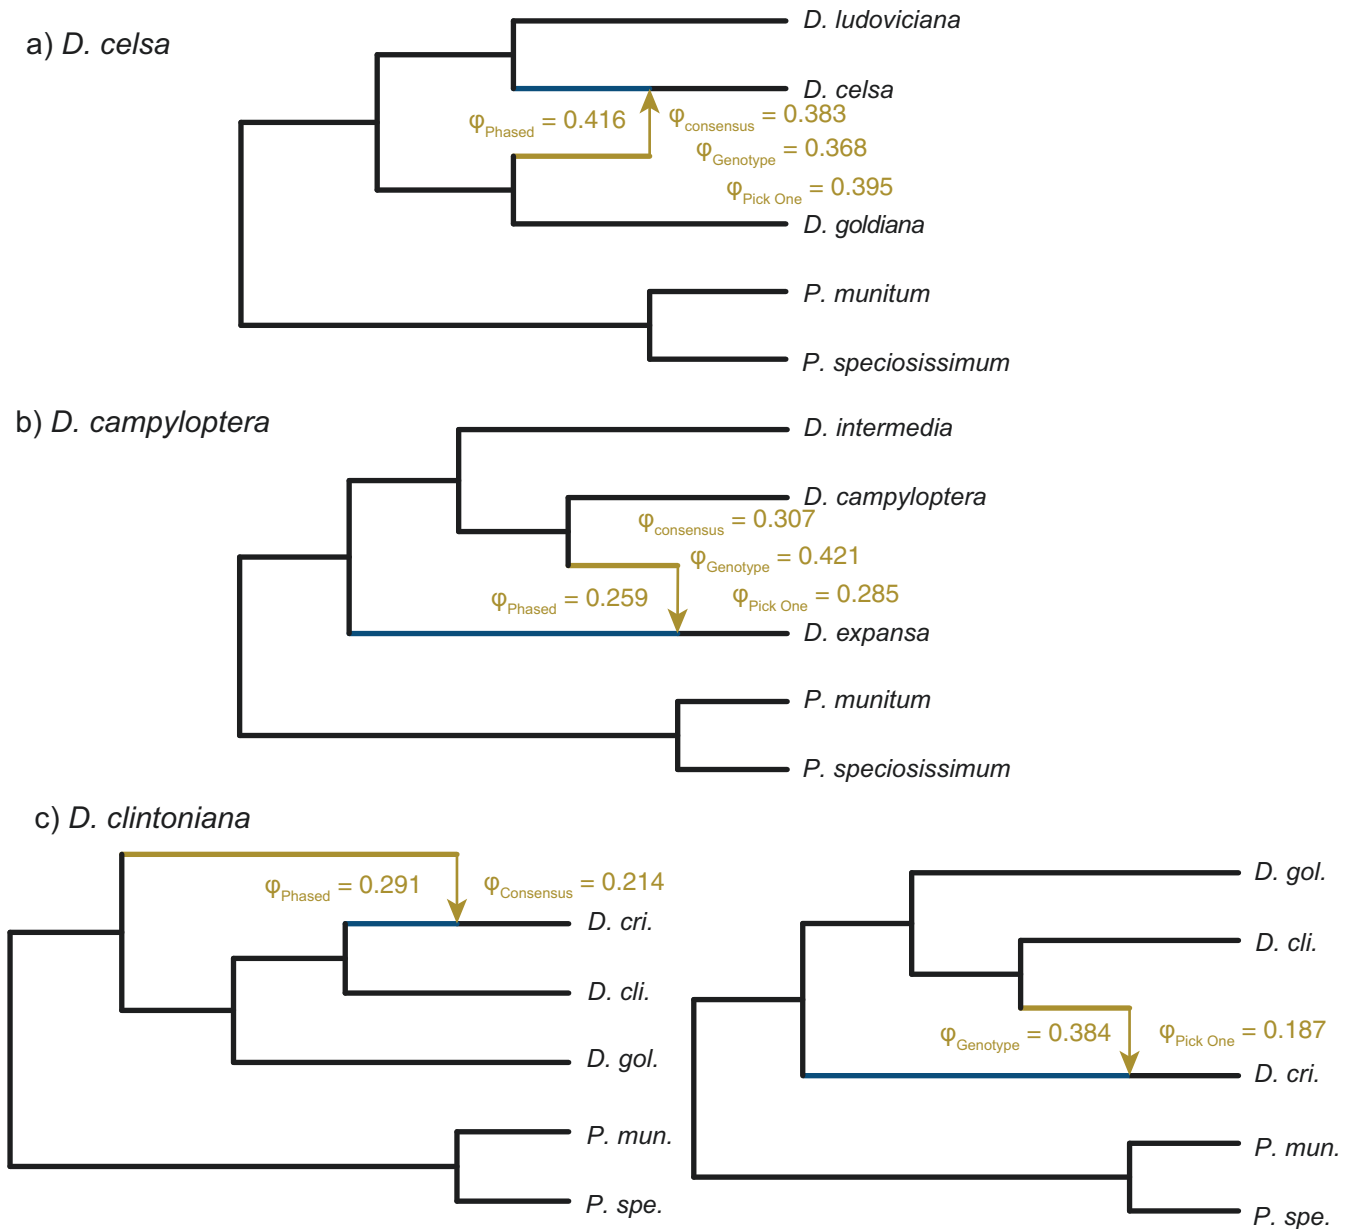 a) D. celsa
D. ludoviciana
D. celsa
φPhased = 0.416
φconsensus = 0.383
φGenotype = 0.368
φPick One = 0.395
D. goldiana
P. munitum
P. speciosissimum
b) D. campyloptera
D. intermedia
D. campyloptera
φconsensus = 0.307
φGenotype = 0.421
φPhased = 0.259
φPick One = 0.285
D. expansa
P. munitum
P. speciosissimum
c) D. clintoniana
φPhased = 0.291
φConsensus = 0.214
D. cri.
D. cli.
D. gol.
P. mun.
P. spe.
D. gol.
D. cli.
φGenotype = 0.384
φPick One = 0.187
D. cri.
P. mun.
P. spe.